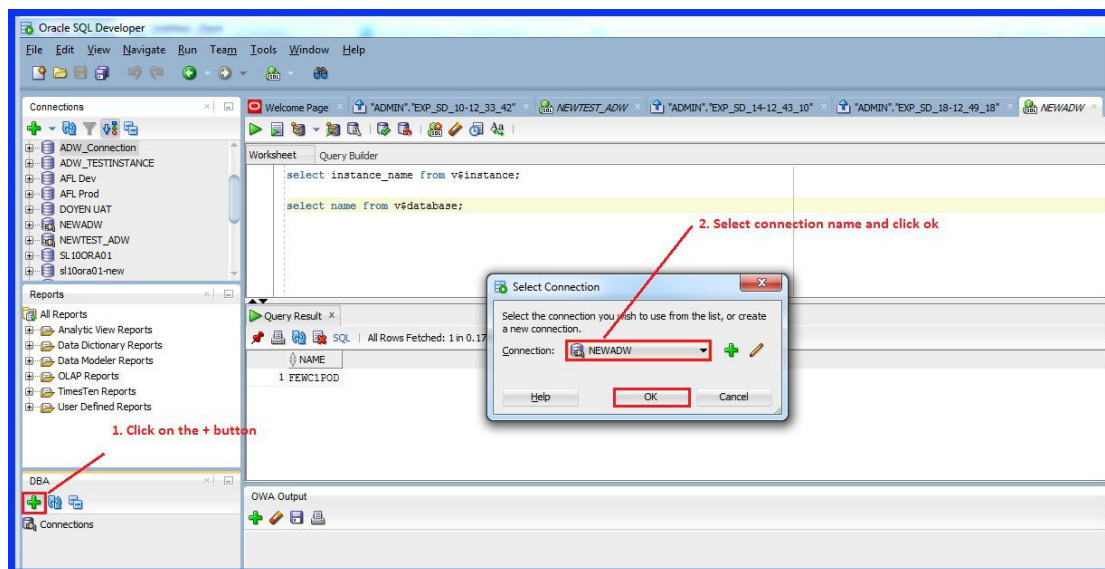 Oracle SQL Developer
File Edit View Navigate Run Team Tools Window Help
Connections
ADW_Connection
ADW_TESTINSTANCE
AFL Dev
AFL Prod
DOYEN UAT
NEWADW
NEWTEST_ADW
SL10ORA01
sl10ora01-new
Reports
All Reports
Analytic View Reports
Data Dictionary Reports
Data Modeler Reports
OLAP Reports
TimesTen Reports
User Defined Reports
1. Click on the + button
DBA
Connections
Welcome Page "ADMIN"."EXP_SD_10-12_33_42" NEWTEST_ADW "ADMIN"."EXP_SD_14-12_43_10" "ADMIN"."EXP_SD_18-12_49_18" NEWADW
Worksheet Query Builder
select instance_name from v$instance;
select name from v$database;
2. Select connection name and click ok
Select Connection
Select the connection you wish to use from the list, or create
a new connection.
Connection: NEWADW
Help OK Cancel
Query Result
SQL | All Rows Fetched: 1 in 0.17
NAME
1 FEWC1POD
OWA Output